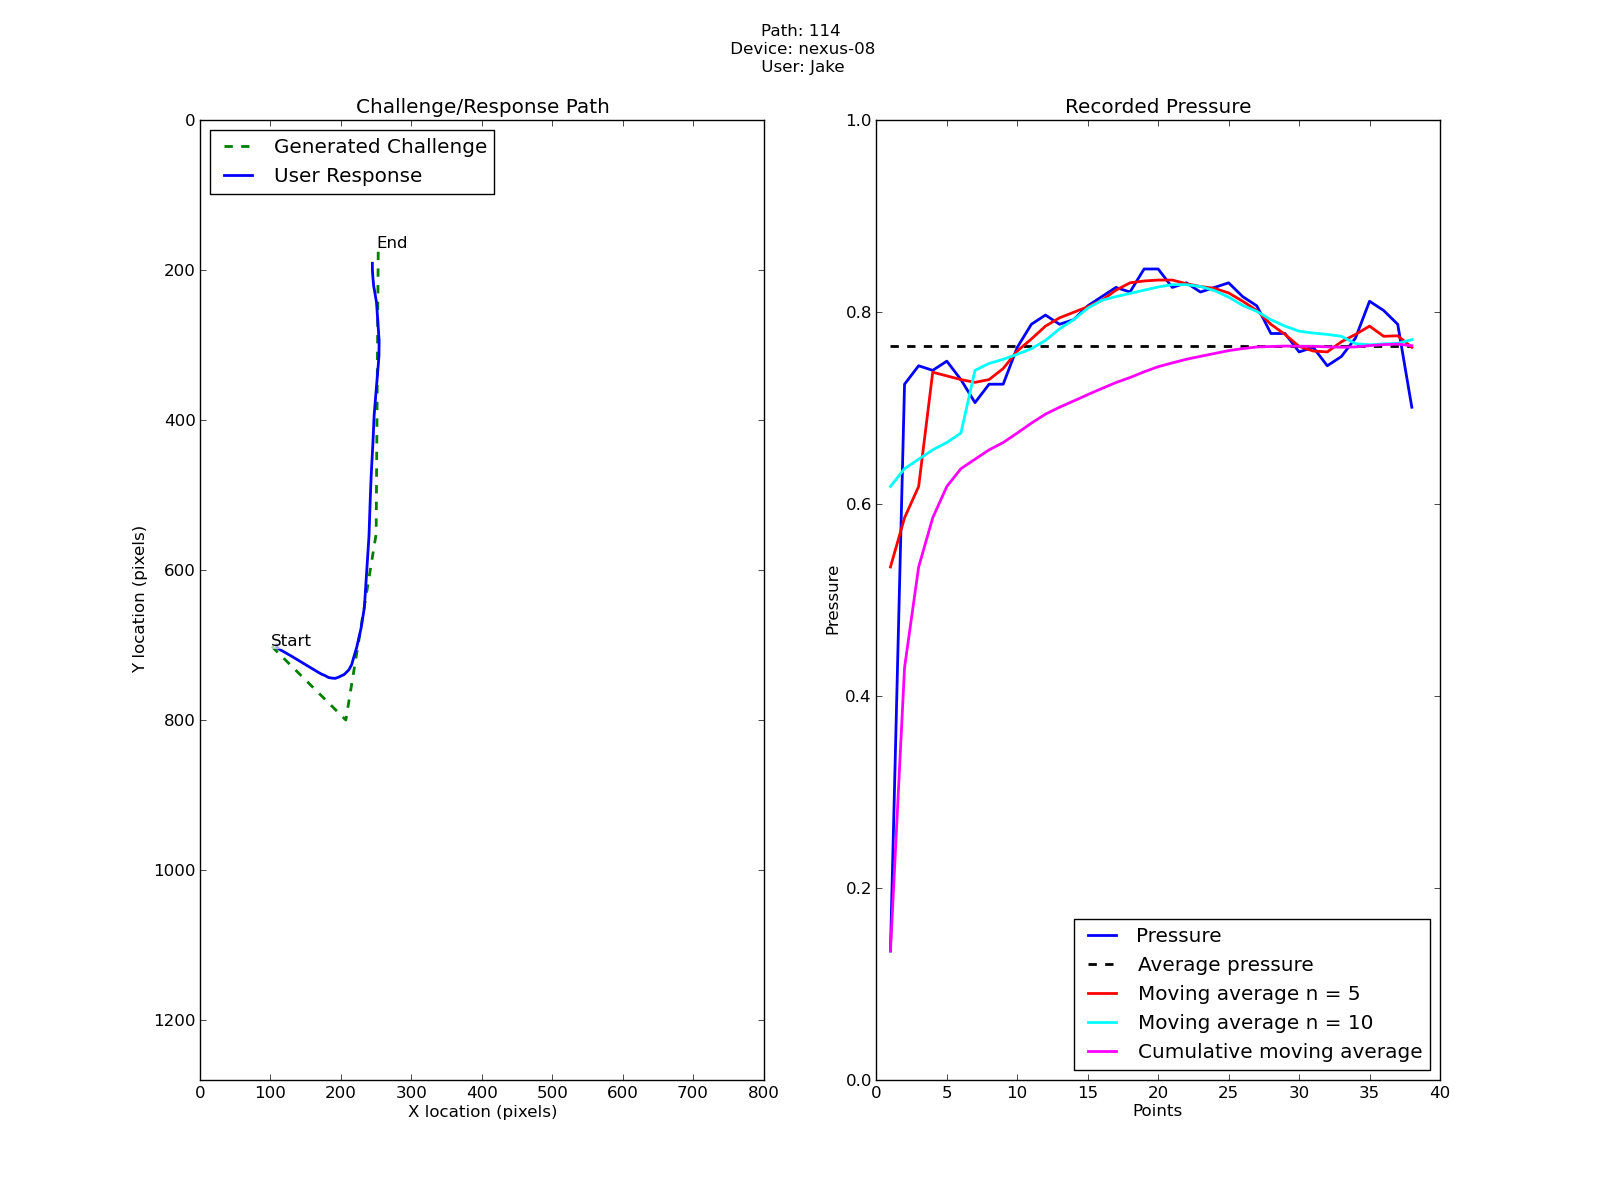 Path: 114
Device: nexus-08
User: Jake
Challenge/Response Path
Generated Challenge
User Response
End
Start
0
200
400
600
800
1000
1200
Y location (pixels)
0 100 200 300 400 500 600 700 800
X location (pixels)
Recorded Pressure
1.0
0.8
0.6
0.4
0.2
0.0
Pressure
Pressure
Average pressure
Moving average n = 5
Moving average n = 10
Cumulative moving average
0 5 10 15 20 25 30 35 40
Points